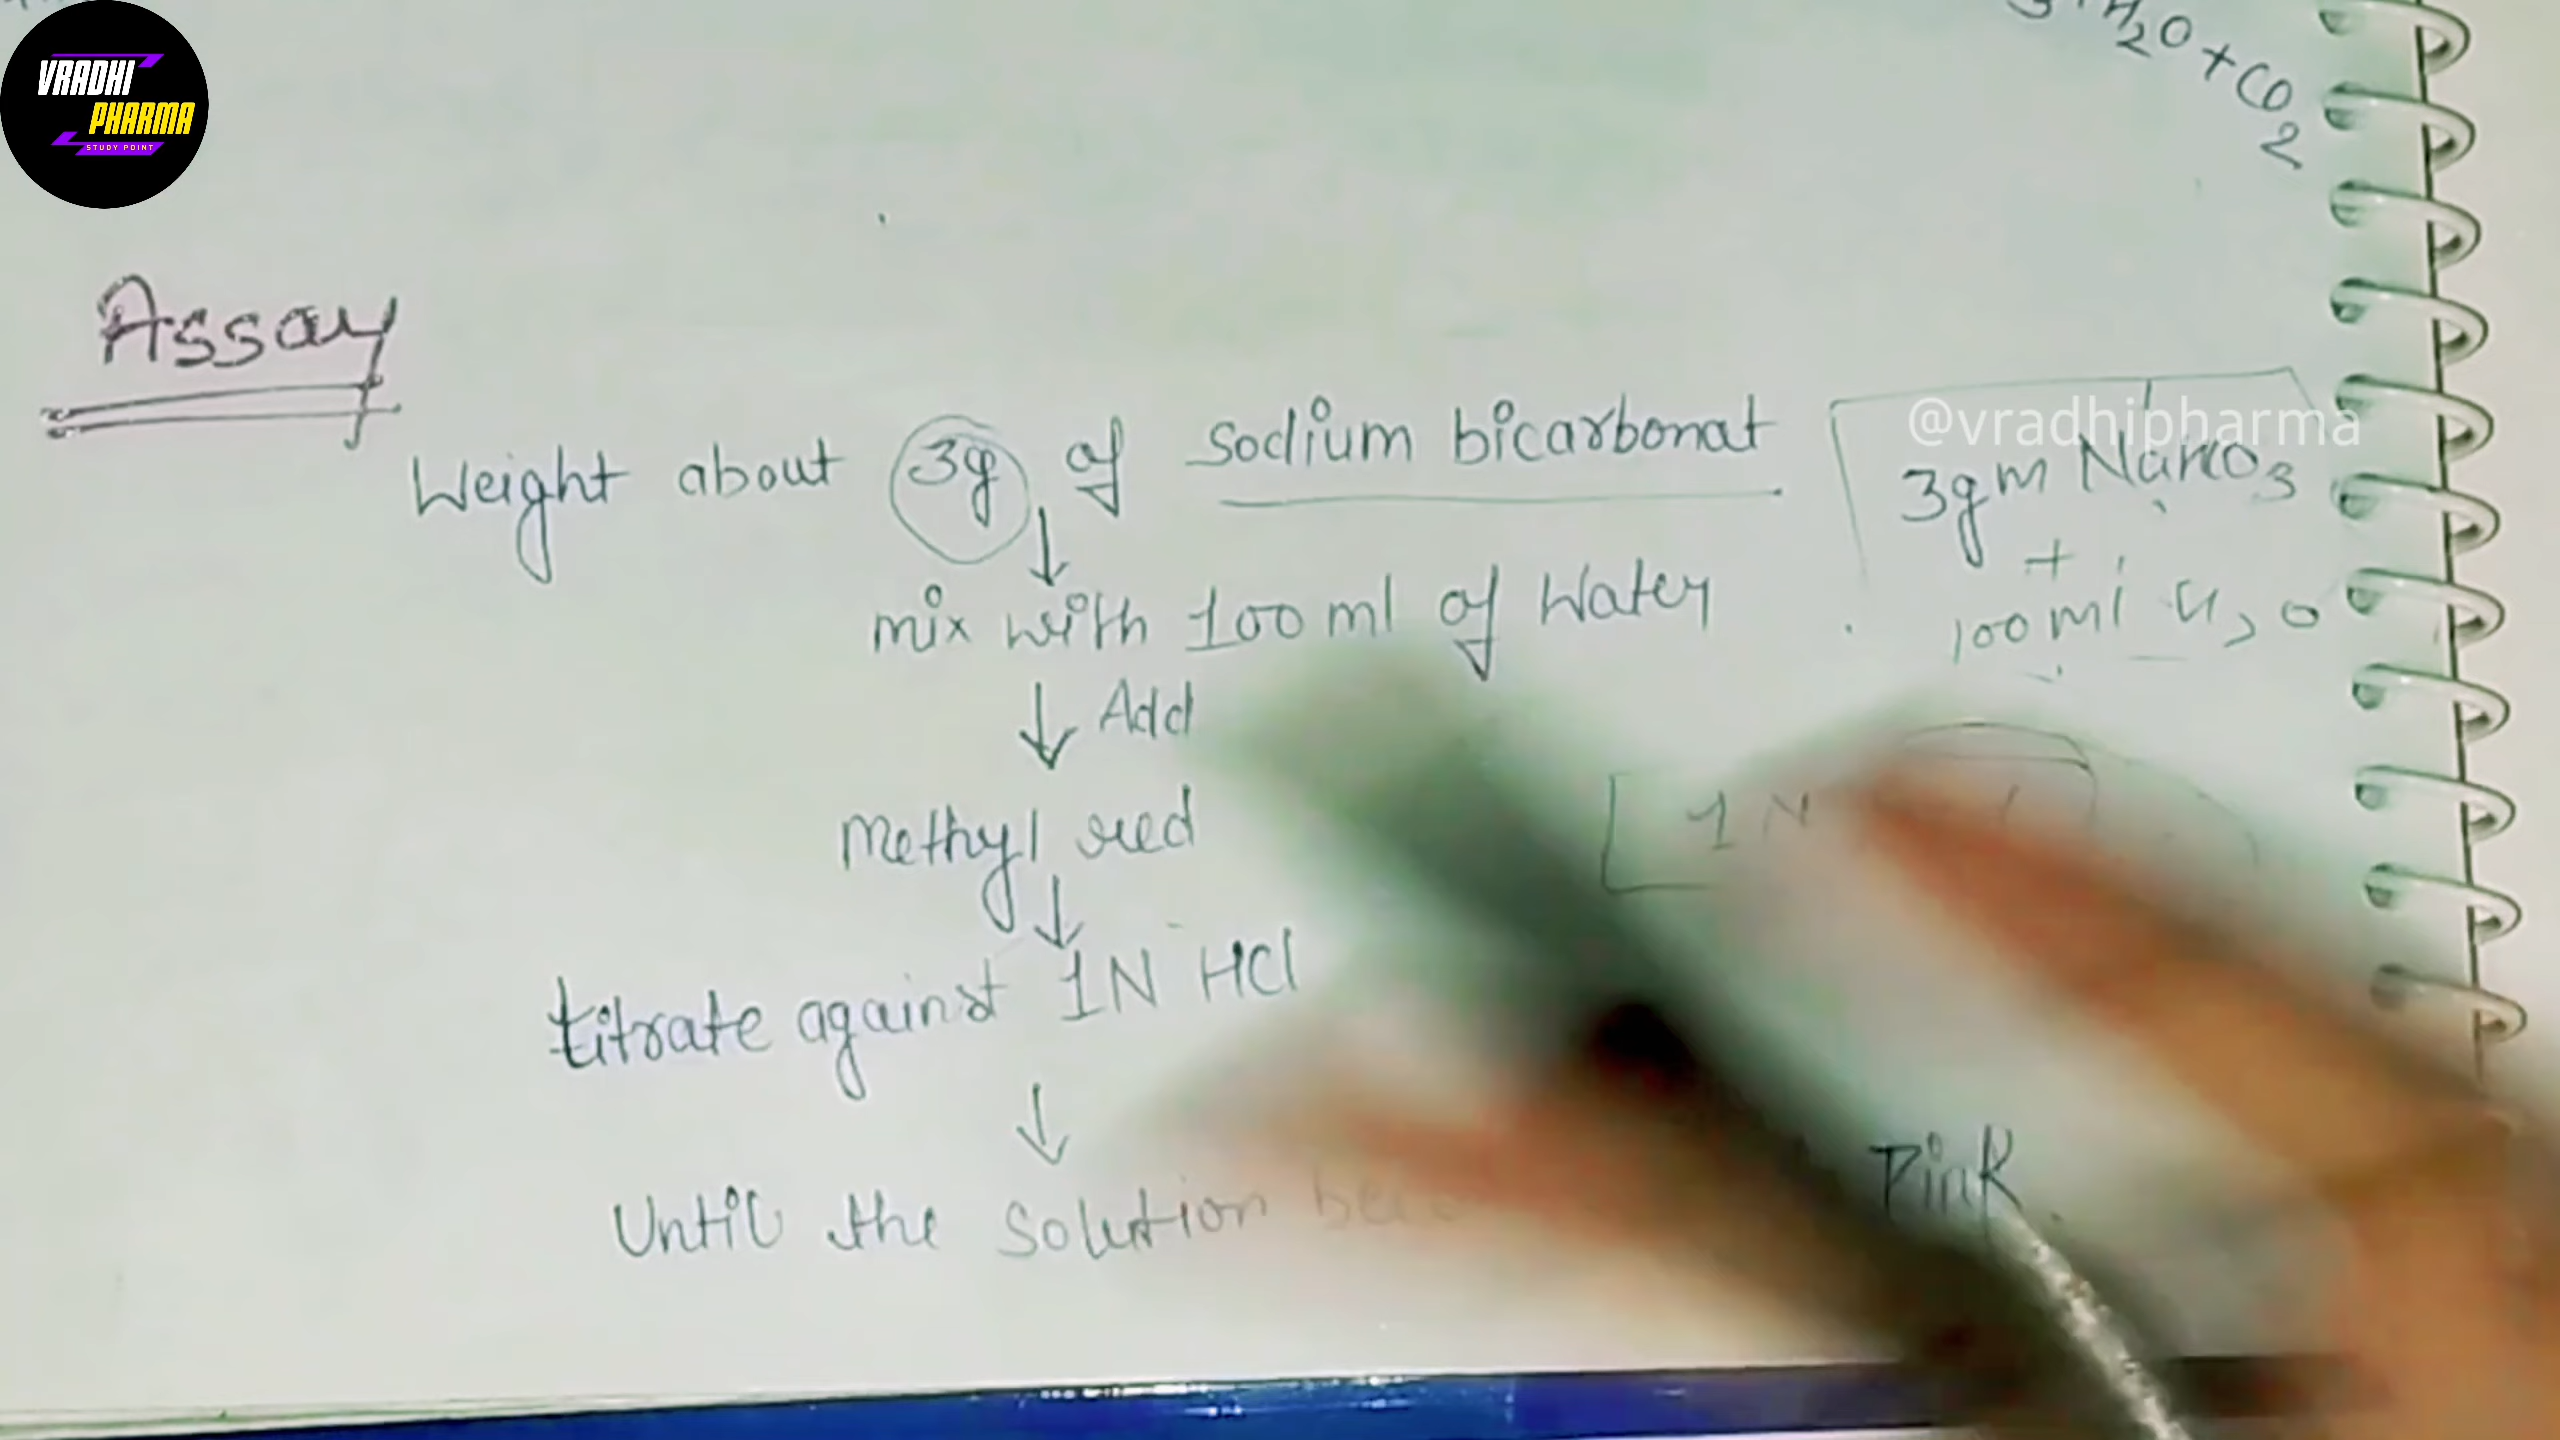 VRADHI
PHARMA
STUDY POINT
H2O + CO2
Assay
@vradhipharma
Weight about 3g of sodium bicarbonat
3gm NaHCO3
+
100 ml H2O
mix with 100 ml of Water
↓ Add
Methyl red
1 N
titrate against 1N HCl
Until the Solution
Pink.